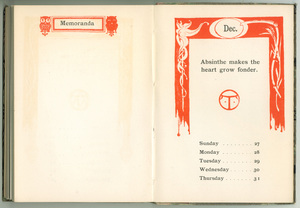 Memoranda
Dec.
Absinthe makes the
heart grow fonder.
Sunday . . . . . . . . 27
Monday . . . . . . . . 28
Tuesday . . . . . . . . 29
Wednesday . . . . . 30
Thursday . . . . . . . 31